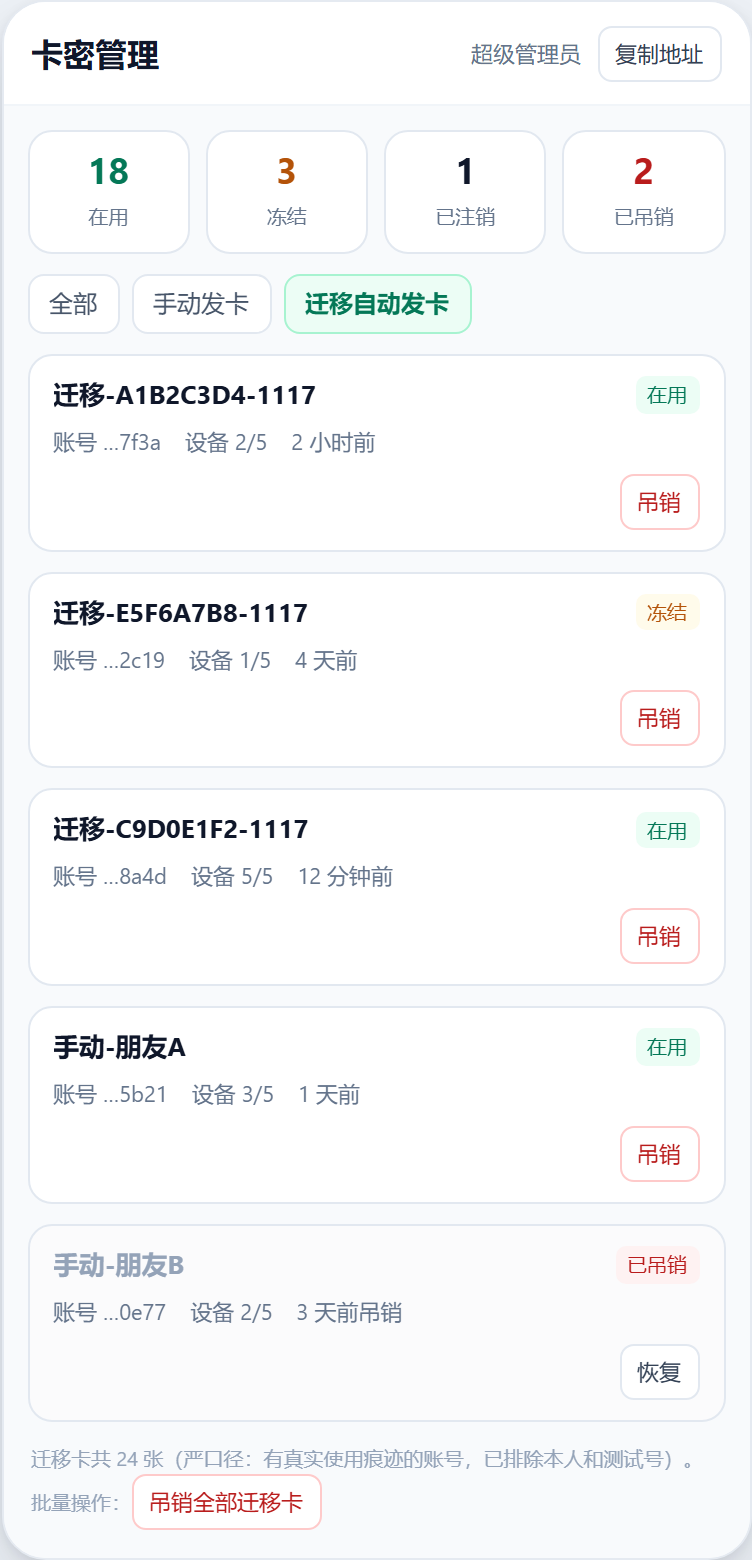 卡密管理 超级管理员 复制地址
18 3 1 2
在用 冻结 已注销 已吊销
全部 手动发卡 迁移自动发卡
迁移-A1B2C3D4-1117 在用
账号 ...7f3a 设备 2/5 2 小时前
吊销
迁移-E5F6A7B8-1117 冻结
账号 ...2c19 设备 1/5 4 天前
吊销
迁移-C9D0E1F2-1117 在用
账号 ...8a4d 设备 5/5 12 分钟前
吊销
手动-朋友A 在用
账号 ...5b21 设备 3/5 1 天前
吊销
手动-朋友B 已吊销
账号 ...0e77 设备 2/5 3 天前吊销
恢复
迁移卡共 24 张（严口径：有真实使用痕迹的账号，已排除本人和测试号）。
批量操作： 吊销全部迁移卡